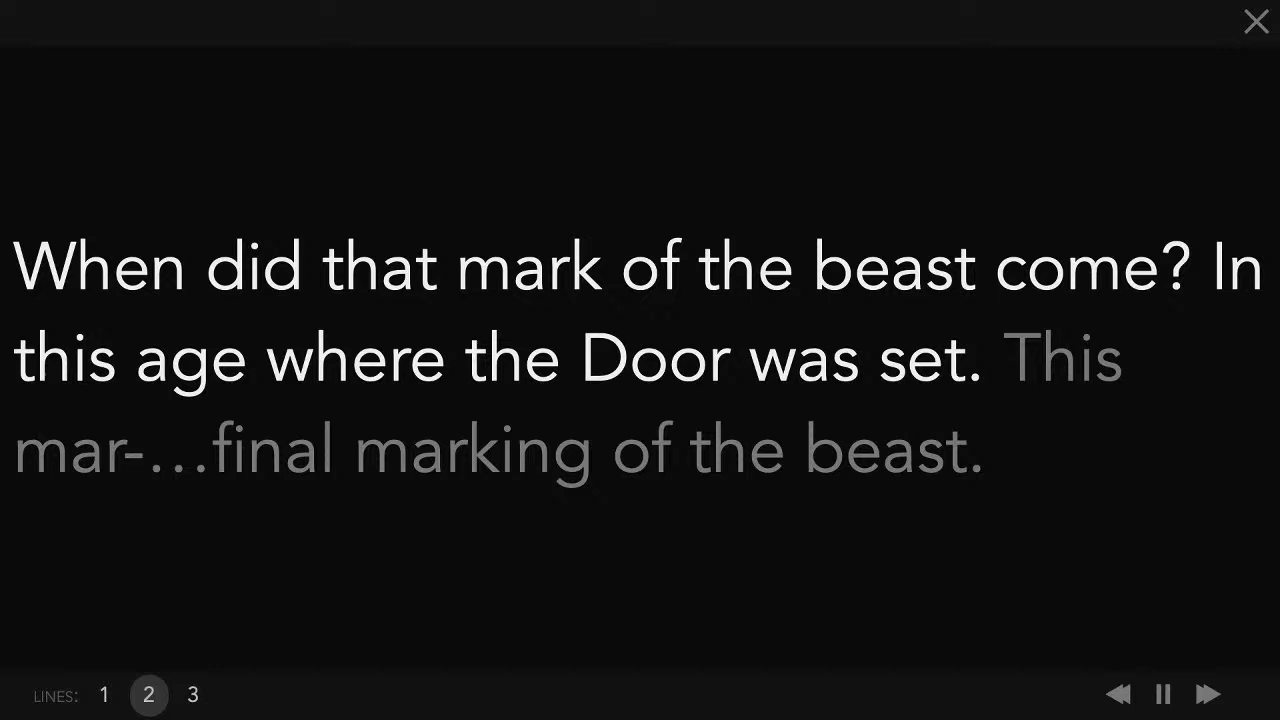 When did that mark of the beast come? In
this age where the Door was set. This
mar-…final marking of the beast.
LINES: 1 2 3